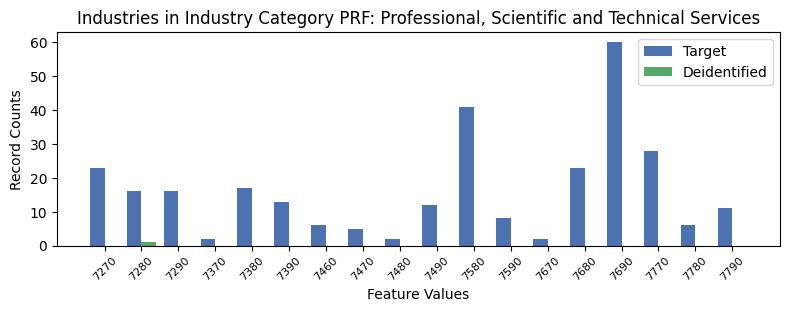 Industries in Industry Category PRF: Professional, Scientific and Technical Services
Target
Deidentified
Record Counts
60
50
40
30
20
10
0
7270 7280 7290 7370 7380 7390 7460 7470 7480 7490 7580 7590 7670 7680 7690 7770 7780 7790
Feature Values